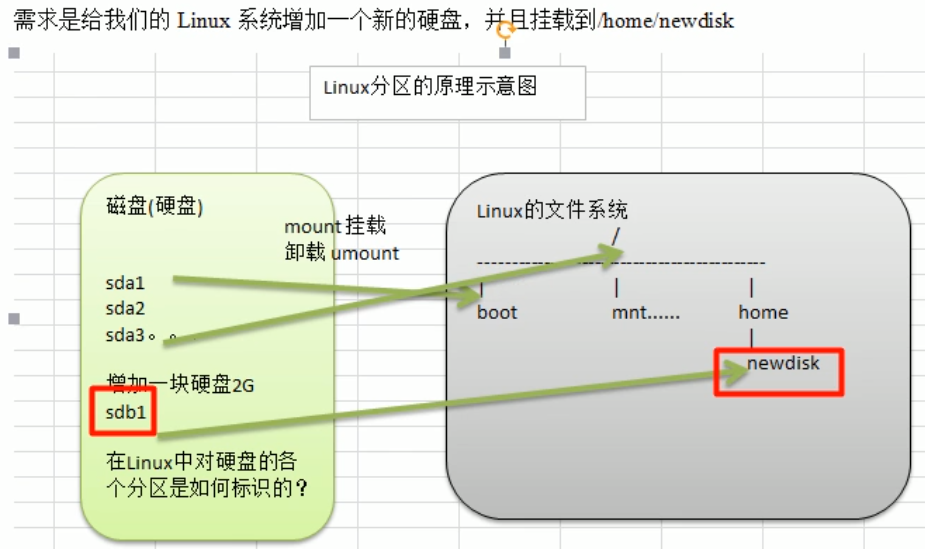 需求是给我们的 Linux 系统增加一个新的硬盘，并且挂载到/home/newdisk
Linux分区的原理示意图
磁盘(硬盘)
mount 挂载
卸载 umount
sda1
sda2
sda3。。
增加一块硬盘2G
sdb1
在Linux中对硬盘的各
个分区是如何标识的？
Linux的文件系统
/
boot
mnt......
home
newdisk